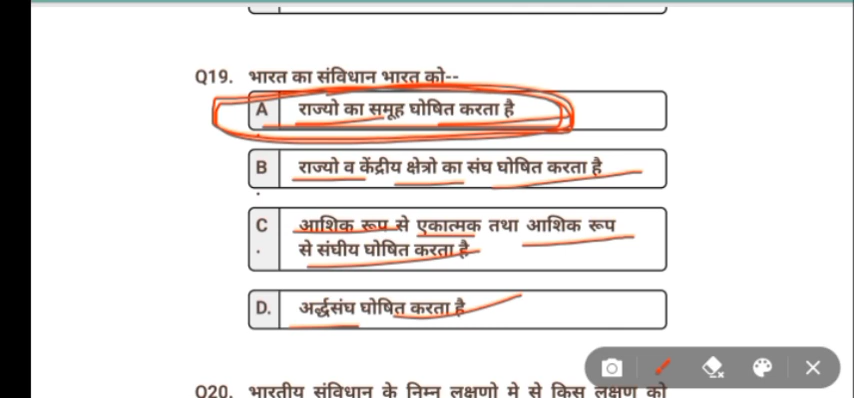 Q19. भारत का संविधान भारत को--
A राज्यो का समूह घोषित करता है
B राज्यो व केंद्रीय क्षेत्रो का संघ घोषित करता है
C आशिक रूप से एकात्मक तथा आशिक रूप
से संघीय घोषित करता है
D. अर्द्धसंघ घोषित करता है
Q20. भारतीय संविधान के निम्न लक्षणो मे से किस लक्षण को